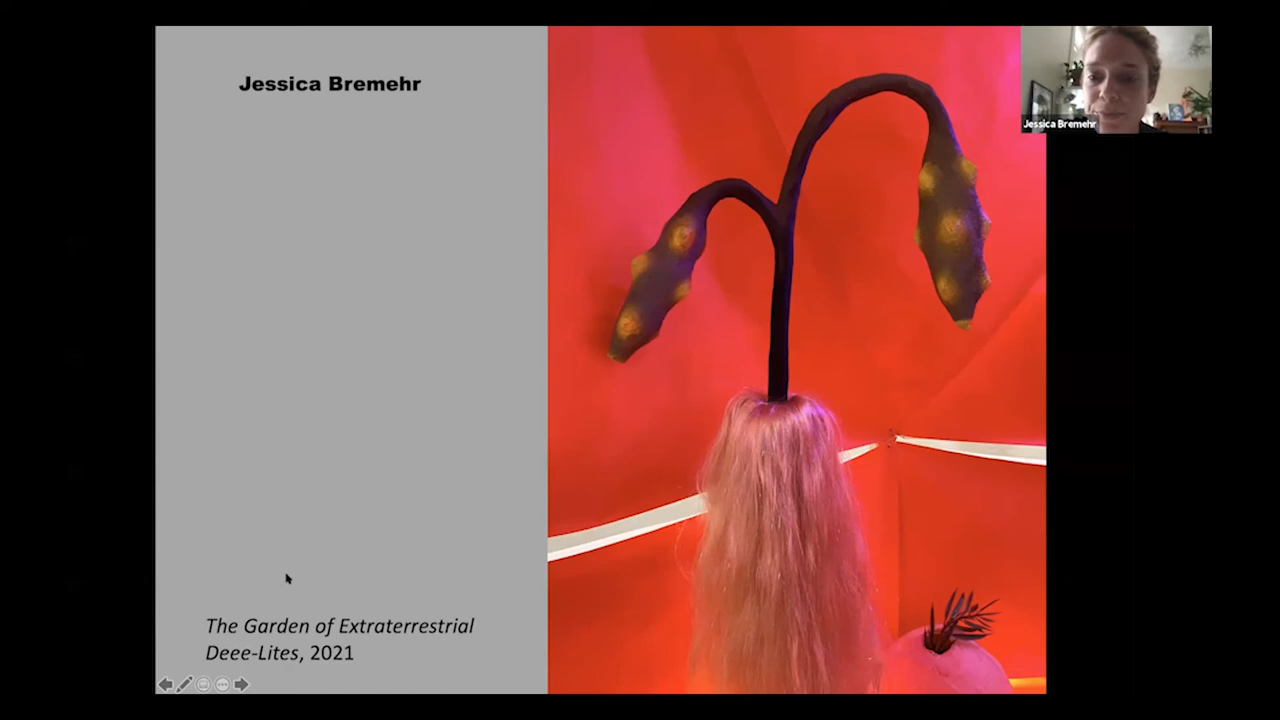 Jessica Bremehr
Jessica Bremehr
The Garden of Extraterrestrial
Deee-Lites, 2021